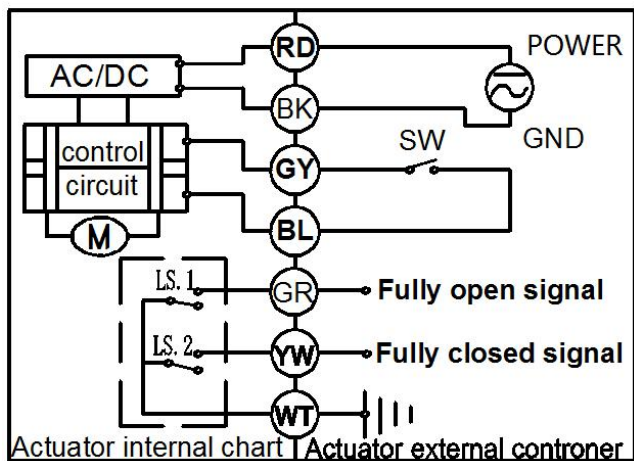 RD
POWER
AC/DC
BK
GND
control
circuit
GY
SW
BL
M
LS. 1
GR
Fully open signal
LS. 2
YW
Fully closed signal
WT
Actuator internal chart
Actuator external controner